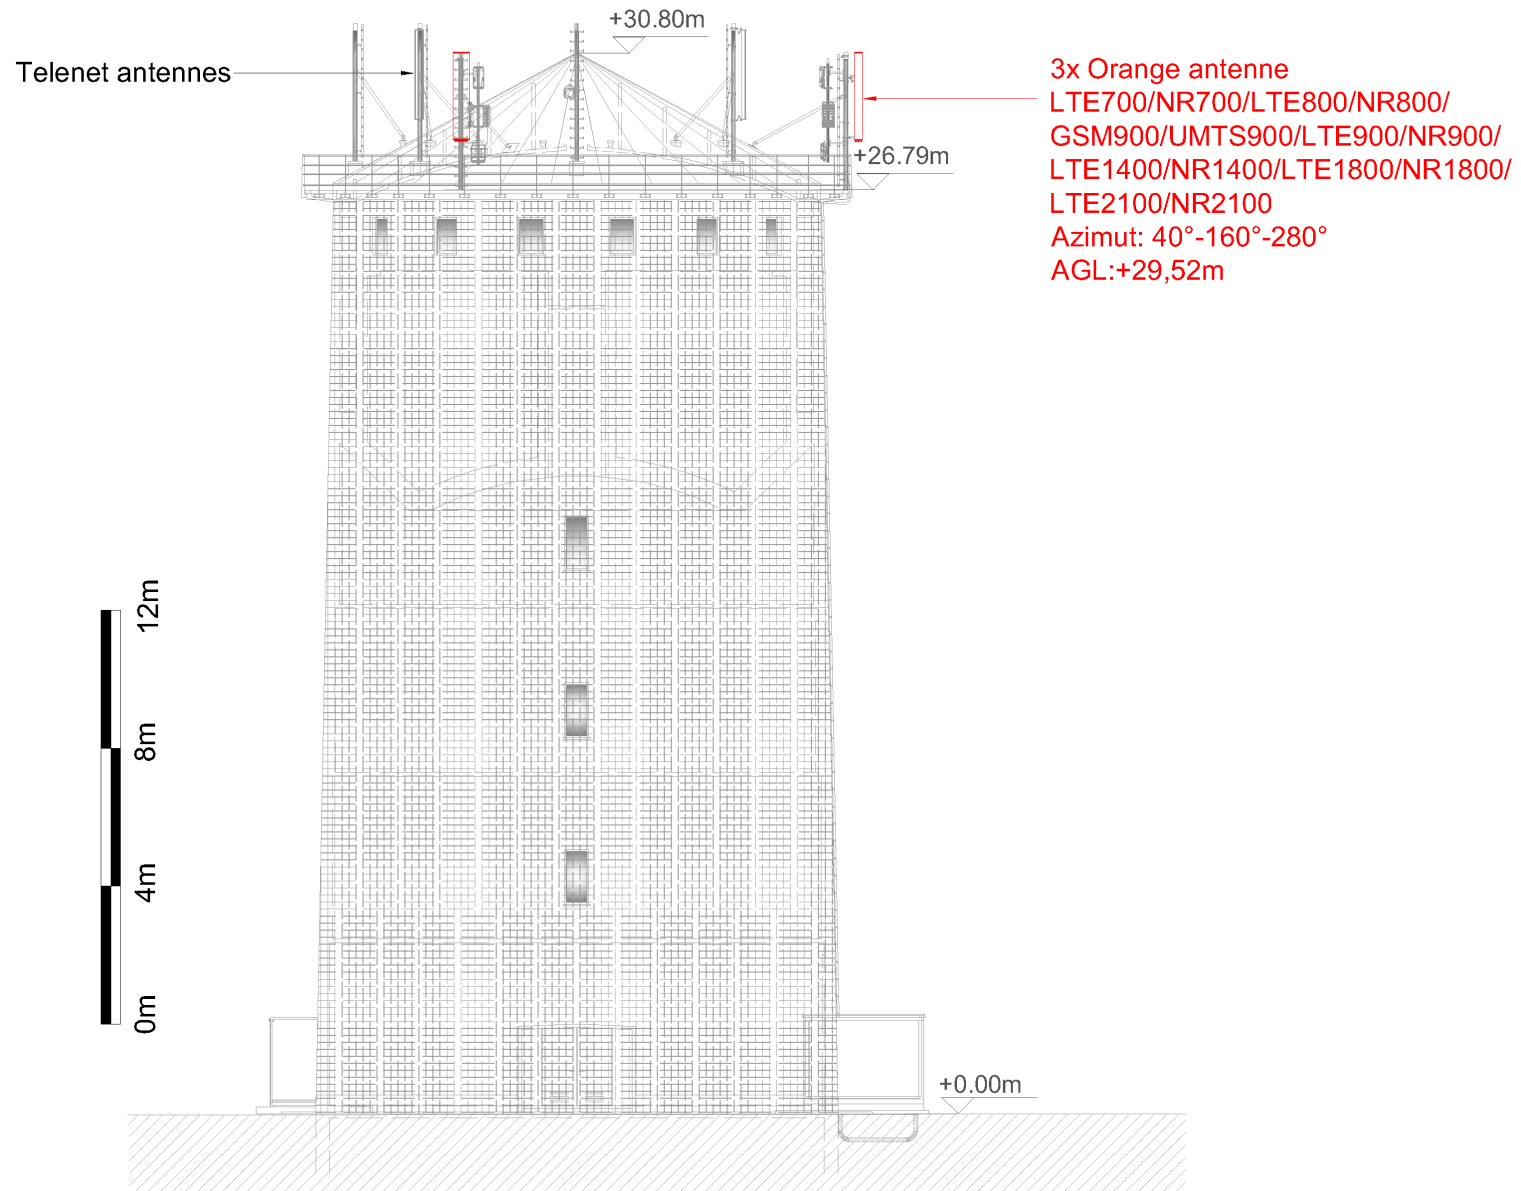 +30.80m
Telenet antennes
3x Orange antenne
LTE700/NR700/LTE800/NR800/
GSM900/UMTS900/LTE900/NR900/
LTE1400/NR1400/LTE1800/NR1800/
LTE2100/NR2100
Azimut: 40°-160°-280°
AGL:+29,52m
+26.79m
12m
8m
4m
0m
+0.00m